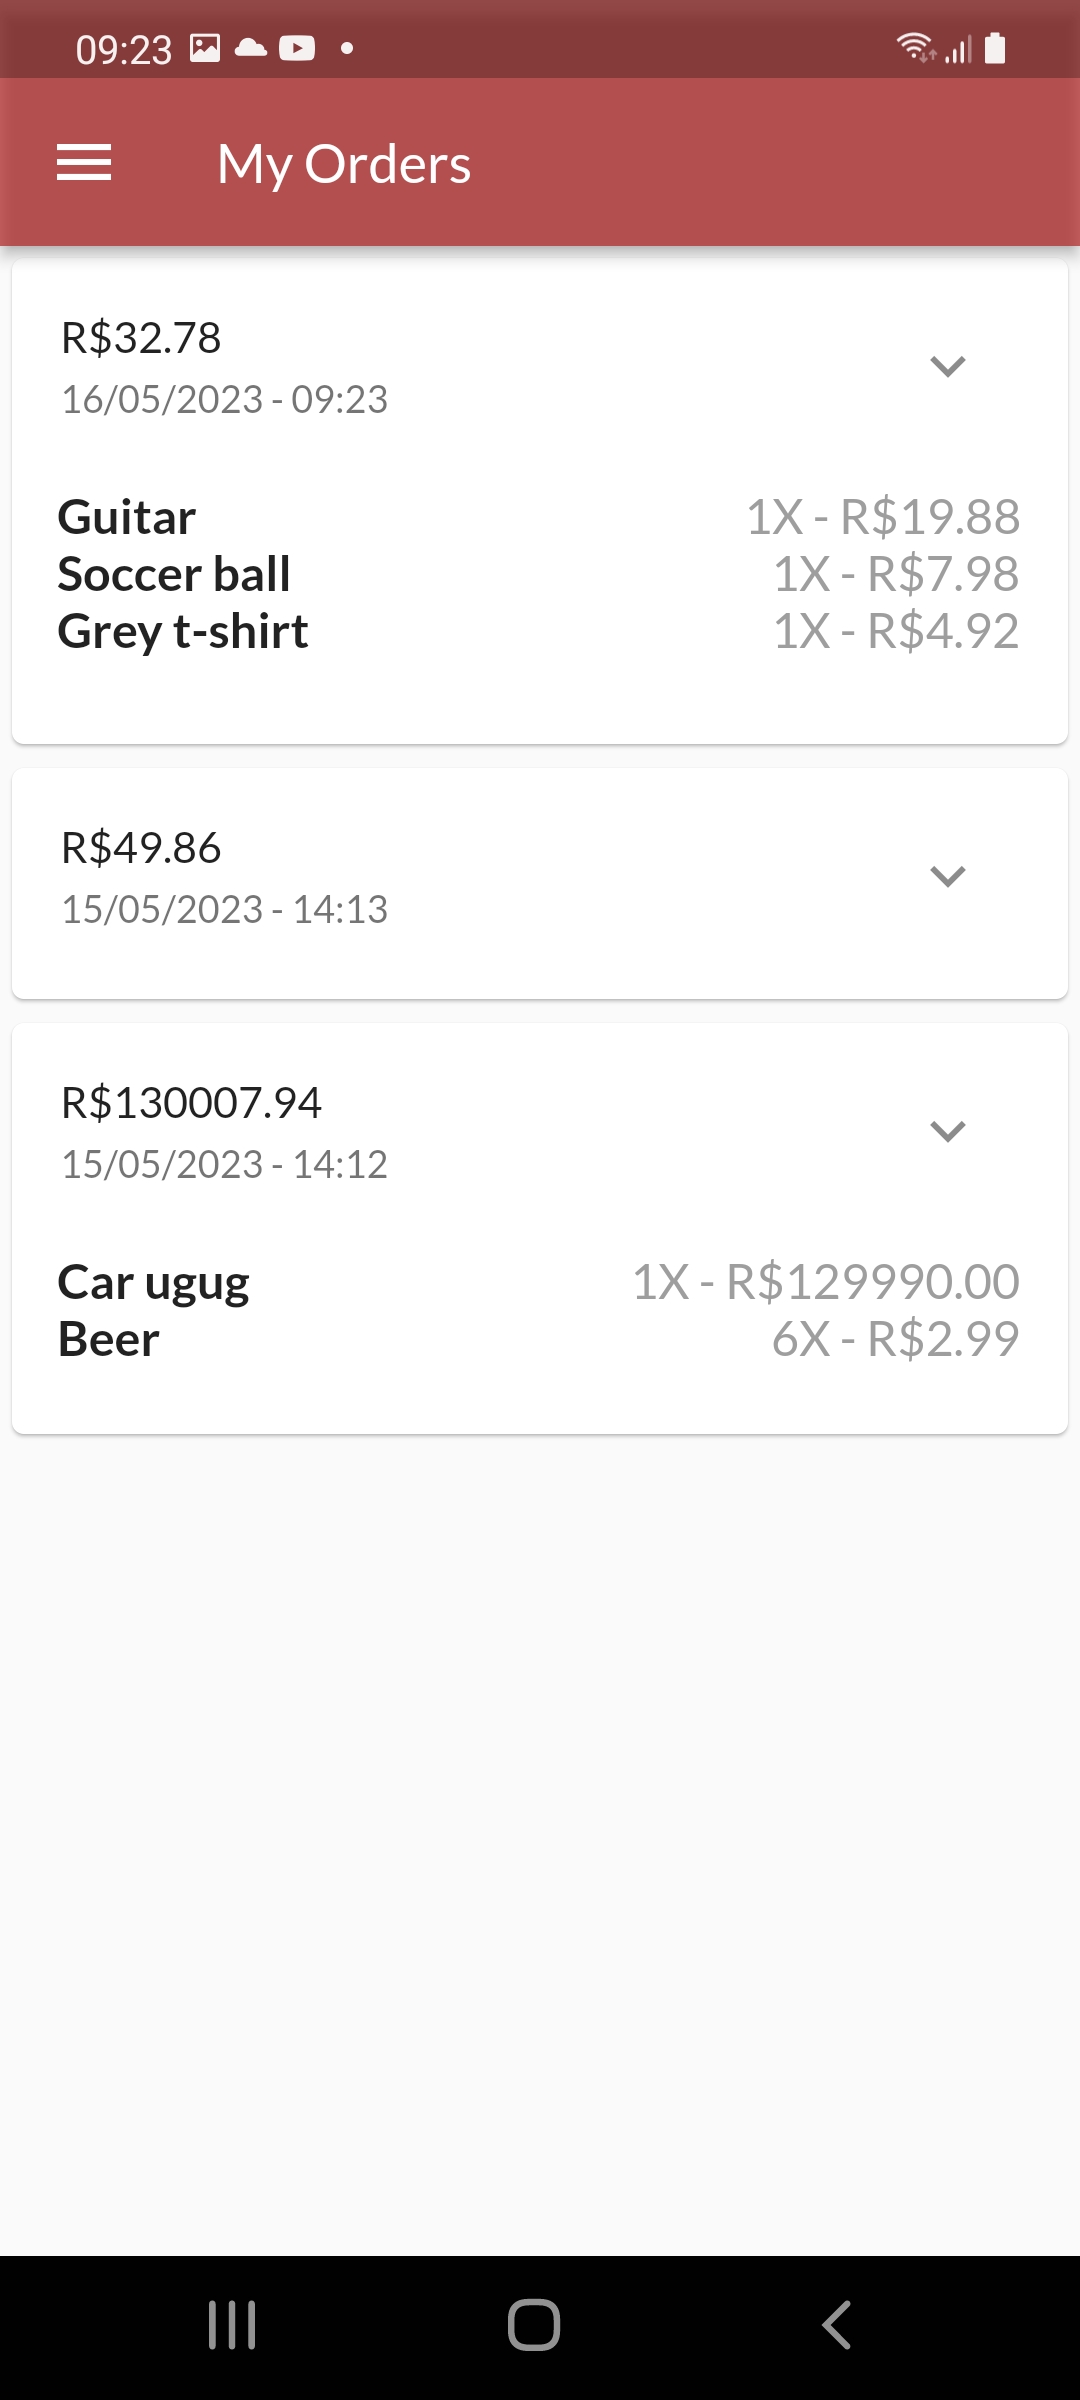 09:23
My Orders
R$32.78
16/05/2023 - 09:23
Guitar 1X - R$19.88
Soccer ball 1X - R$7.98
Grey t-shirt 1X - R$4.92
R$49.86
15/05/2023 - 14:13
R$130007.94
15/05/2023 - 14:12
Car ugug 1X - R$129990.00
Beer 6X - R$2.99